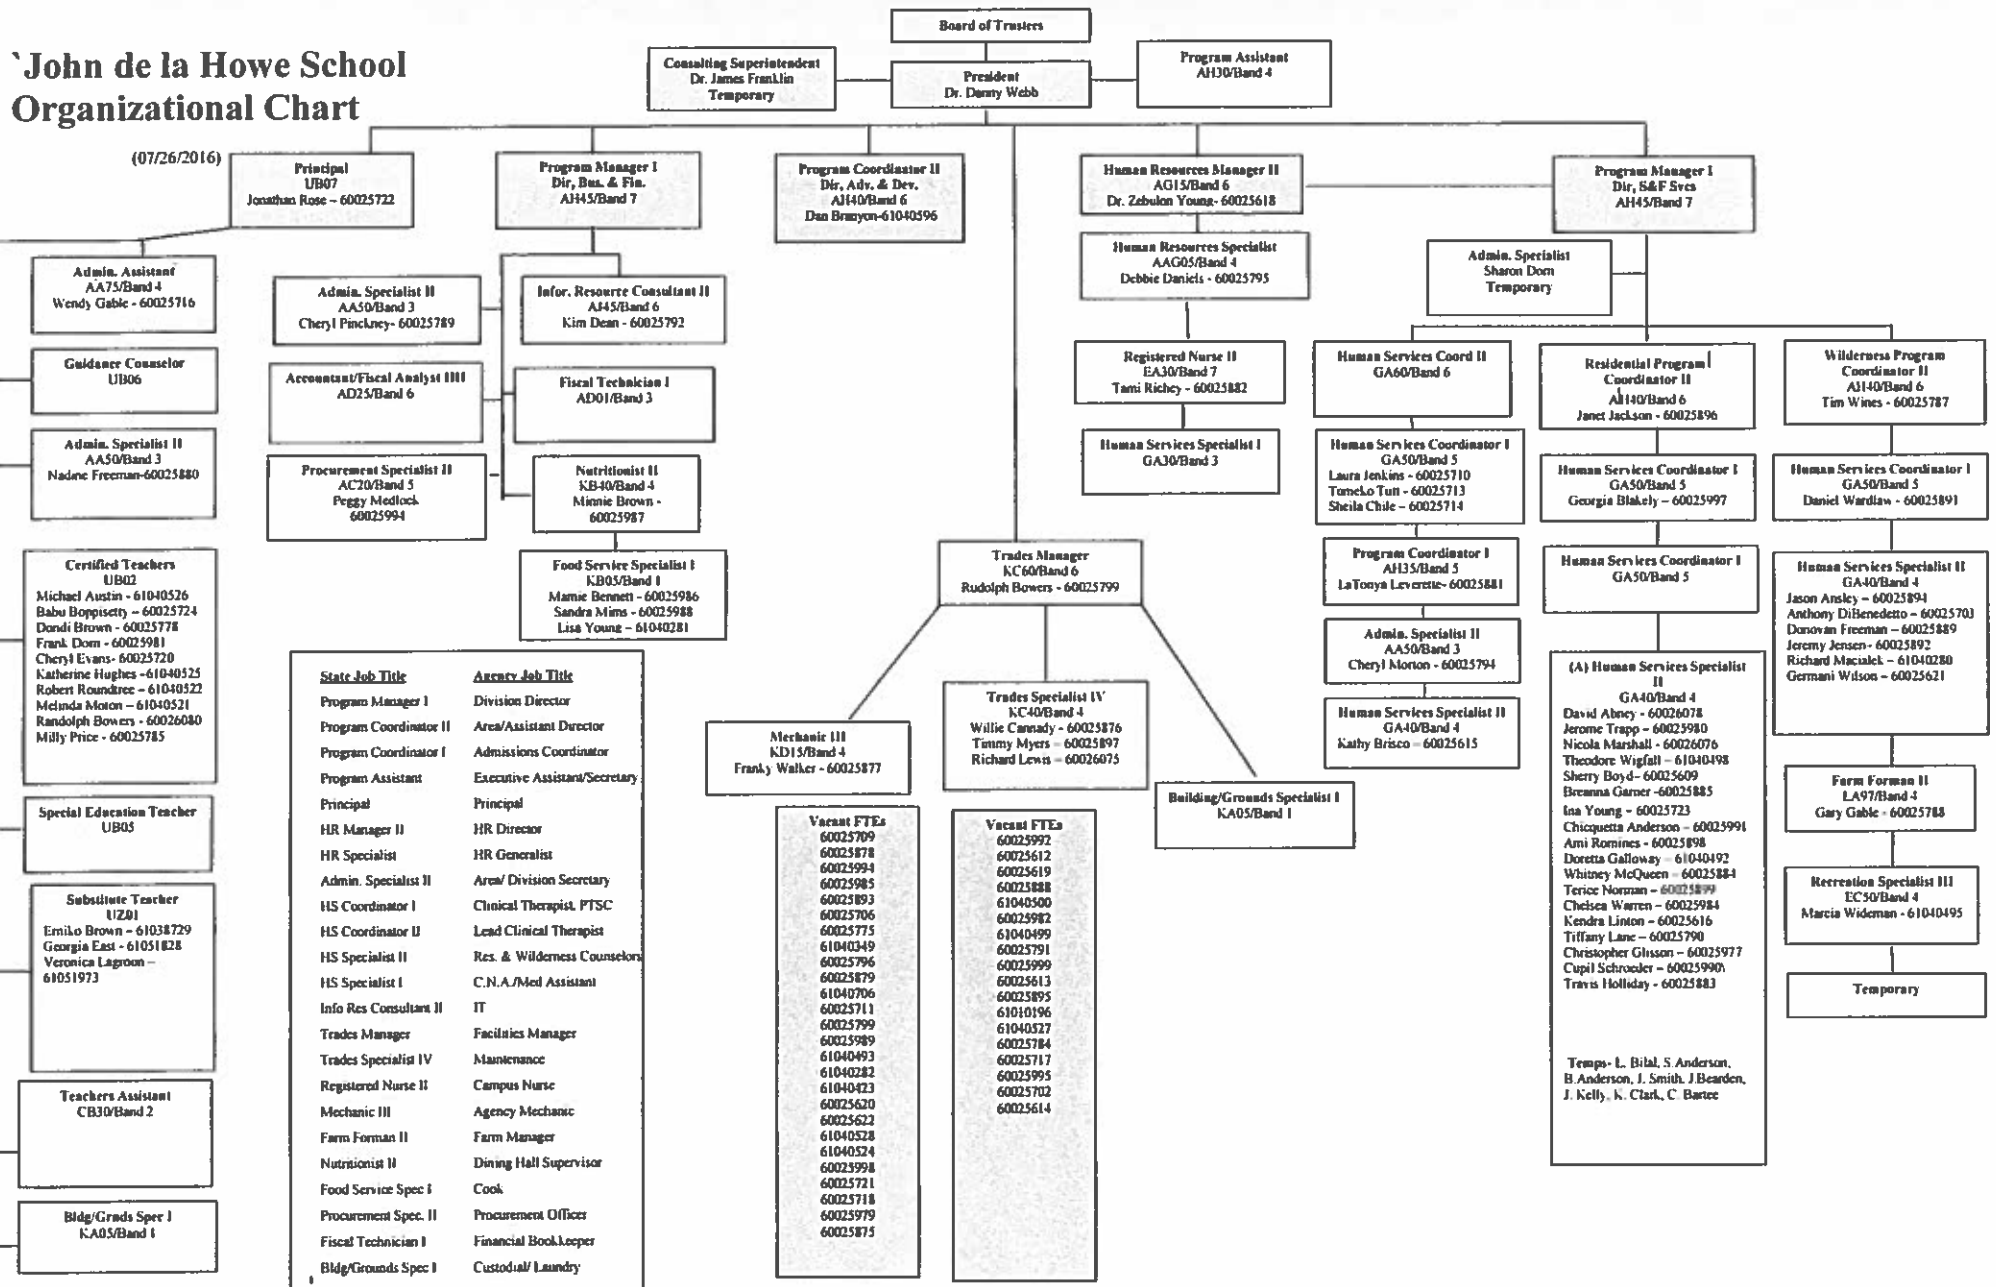 `John de la Howe School
Organizational Chart
(07/26/2016)
Board of Trustees
Consulting Superintendent
Dr. James Franklin
Temporary
President
Dr. Danny Webb
Program Assistant
AH30/Band 4
Principal
UB07
Jonathan Rose – 60025722
Program Manager I
Dir, Bus. & Fin.
AH45/Band 7
Program Coordinator II
Dir, Adv. & Dev.
AH40/Band 6
Dan Branyon-61040596
Human Resources Manager II
AG15/Band 6
Dr. Zebulon Young- 60025618
Program Manager I
Dir, S&F Svcs
AH45/Band 7
Admin. Assistant
AA75/Band 4
Wendy Gable - 60025716
Guidance Counselor
UB06
Admin. Specialist II
AA50/Band 3
Nadine Freeman-60025880
Certified Teachers
UB02
Michael Austin - 61040526
Babu Boppisetty – 60025724
Dondi Brown - 60025778
Frank Dorn - 60025981
Cheryl Evans- 60025720
Katherine Hughes -61040525
Robert Roundtree – 61040522
Melinda Moton – 61040521
Randolph Bowers - 60026080
Milly Price - 60025785
Special Education Teacher
UB05
Substitute Teacher
UZ01
Emiko Brown – 61038729
Georgia East - 61051828
Veronica Lagroon –
61051973
Teachers Assistant
CB30/Band 2
Bldg/Grnds Spec I
KA05/Band 1
Admin. Specialist II
AA50/Band 3
Cheryl Pinckney- 60025789
Infor. Resource Consultant II
AJ45/Band 6
Kim Dean - 60025792
Accountant/Fiscal Analyst IIII
AD25/Band 6
Fiscal Technician I
AD01/Band 3
Procurement Specialist II
AC20/Band 5
Peggy Medlock
60025994
Nutritionist II
KB40/Band 4
Minnie Brown -
60025987
Food Service Specialist I
KB05/Band 1
Mamie Bennett - 60025986
Sandra Mims - 60025988
Lisa Young – 61040281
State Job Title Agency Job Title
Program Manager I Division Director
Program Coordinator II Area/Assistant Director
Program Coordinator I Admissions Coordinator
Program Assistant Executive Assistant/Secretary
Principal Principal
HR Manager II HR Director
HR Specialist HR Generalist
Admin. Specialist II Area/ Division Secretary
HS Coordinator I Clinical Therapist, PTSC
HS Coordinator II Lead Clinical Therapist
HS Specialist II Res. & Wilderness Counselors
HS Specialist I C.N.A./Med Assistant
Info Res Consultant II IT
Trades Manager Facilities Manager
Trades Specialist IV Maintenance
Registered Nurse II Campus Nurse
Mechanic III Agency Mechanic
Farm Forman II Farm Manager
Nutritionist II Dining Hall Supervisor
Food Service Spec I Cook
Procurement Spec. II Procurement Officer
Fiscal Technician I Financial Bookkeeper
Bldg/Grounds Spec I Custodial/ Laundry
Trades Manager
KC60/Band 6
Rudolph Bowers - 60025799
Mechanic III
KD15/Band 4
Franky Walker - 60025877
Trades Specialist IV
KC40/Band 4
Willie Cannady - 60025876
Timmy Myers – 60025897
Richard Lewis – 60026075
Building/Grounds Specialist I
KA05/Band 1
Vacant FTEs
60025709
60025878
60025994
60025985
60025893
60025706
60025775
61040349
60025796
60025879
61040706
60025711
60025799
60025989
61040493
61040282
61040423
60025620
60025622
61040528
61040524
60025998
60025721
60025718
60025979
60025875
Vacant FTEs
60025992
60025612
60025619
60025888
61040500
60025982
61040499
60025791
60025999
60025613
60025895
61010196
61040527
60025784
60025717
60025995
60025702
60025614
Human Resources Specialist
AAG05/Band 4
Debbie Daniels - 60025795
Registered Nurse II
EA30/Band 7
Tami Richey - 60025882
Human Services Specialist I
GA30/Band 3
Admin. Specialist
Sharon Dorn
Temporary
Human Services Coord II
GA60/Band 6
Human Services Coordinator I
GA50/Band 5
Laura Jenkins - 60025710
Tomeko Tutt - 60025713
Sheila Chile – 60025714
Program Coordinator I
AH35/Band 5
LaTonya Leverette- 60025881
Admin. Specialist II
AA50/Band 3
Cheryl Morton - 60025794
Human Services Specialist II
GA40/Band 4
Kathy Brisco – 60025615
Residential Program
Coordinator II
AH40/Band 6
Janet Jackson - 60025896
Human Services Coordinator I
GA50/Band 5
Georgia Blakely – 60025997
Human Services Coordinator I
GA50/Band 5
(A) Human Services Specialist
II
GA40/Band 4
David Abney - 60026078
Jerome Trapp – 60025980
Nicola Marshall - 60026076
Theodore Wigfall – 61040498
Sherry Boyd– 60025609
Breanna Garner -60025885
Ina Young – 60025723
Chicquetta Anderson – 60025991
Ami Romines - 60025898
Doretta Galloway – 61040492
Whitney McQueen – 60025884
Terice Norman – 60025899
Chelsea Warren – 60025984
Kendra Linton – 60025616
Tiffany Lane – 60025790
Christopher Glisson – 60025977
Cupil Schroeder – 60025990\
Travis Holliday - 60025883
Temps- L. Bilal, S. Anderson,
B.Anderson, J. Smith, J.Bearden,
J. Kelly, K. Clark, C. Bartee
Wilderness Program
Coordinator II
AH40/Band 6
Tim Wines - 60025787
Human Services Coordinator I
GA50/Band 5
Daniel Wardlaw - 60025891
Human Services Specialist II
GA40/Band 4
Jason Ansley – 60025894
Anthony DiBenedetto – 60025703
Donovan Freeman – 60025889
Jeremy Jensen– 60025892
Richard Macialek – 61040280
Germani Wilson – 60025621
Farm Forman II
LA97/Band 4
Gary Gable - 60025788
Recreation Specialist III
EC50/Band 4
Marcia Wideman - 61040495
Temporary